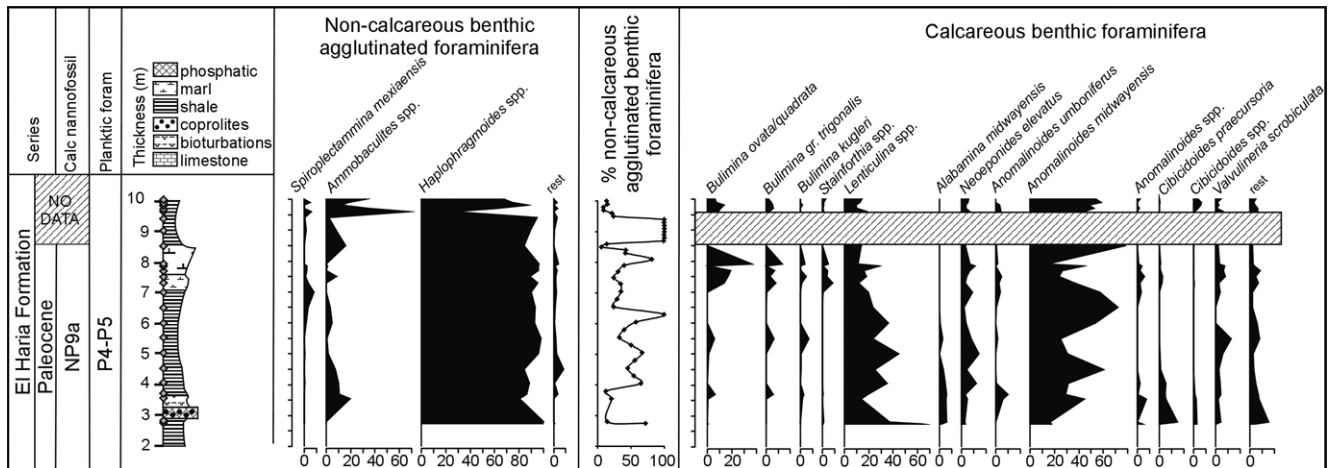 Non-calcareous benthic
agglutinated foraminifera
% non-calcareous
agglutinated benthic
foraminifera
Calcareous benthic foraminifera
Series
Calc nannofossil
Planktic foram
Thickness (m)
phosphatic
marl
shale
coprolites
bioturbations
limestone
Spiroplectammina mexiaensis
Ammobaculites spp.
Haplophragmoides spp.
rest
Bulimina ovata/quadrata
Bulimina gr. trigonalis
Bulimina kugleri
Stainforthia spp.
Lenticulina spp.
Alabamina midwayensis
Neoeponides elevatus
Anomalinoides umboniferus
Anomalinoides midwayensis
Anomalinoides spp.
Cibicidoides praecursoria
Cibicidoides spp.
Valvulineria scrobiculata
rest
El Haria Formation
Paleocene
NO
DATA
NP9a
P4-P5
10
9
8
7
6
5
4
3
2
0 0 20 40 60 0 20 40 60 80 0 0 50 100 0 20 0 0 0 0 20 40 60 0 0 0 0 20 40 60 0 0 0 0 0